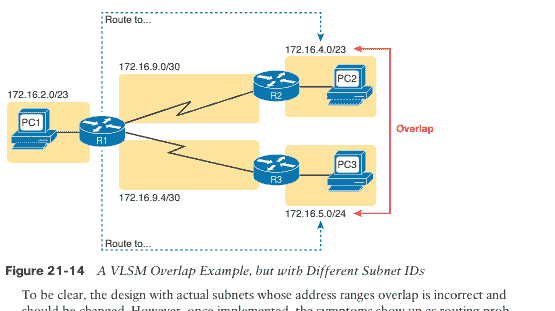 Route to...
172.16.4.0/23
172.16.9.0/30
R2
PC2
172.16.2.0/23
PC1
R1
Overlap
R3
PC3
172.16.9.4/30
172.16.5.0/24
Route to...
Figure 21-14 A VLSM Overlap Example, but with Different Subnet IDs
To be clear, the design with actual subnets whose address ranges overlap is incorrect and
should be changed. However, once implemented, the symptoms show up as routing prob